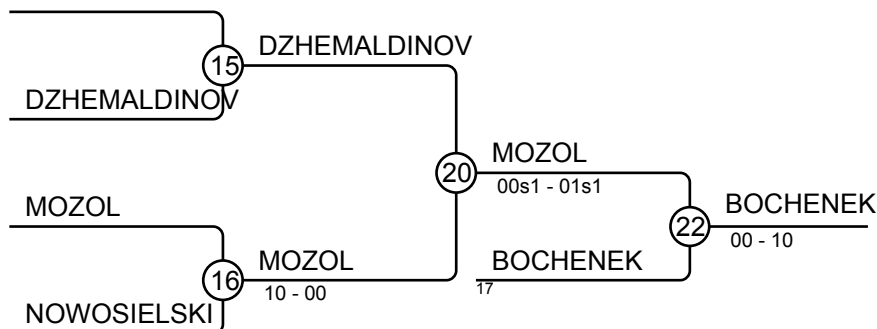 DZHEMALDINOV
15
DZHEMALDINOV
MOZOL
20
00s1 - 01s1
MOZOL
BOCHENEK
22
00 - 10
MOZOL
BOCHENEK
16
10 - 00
17
NOWOSIELSKI